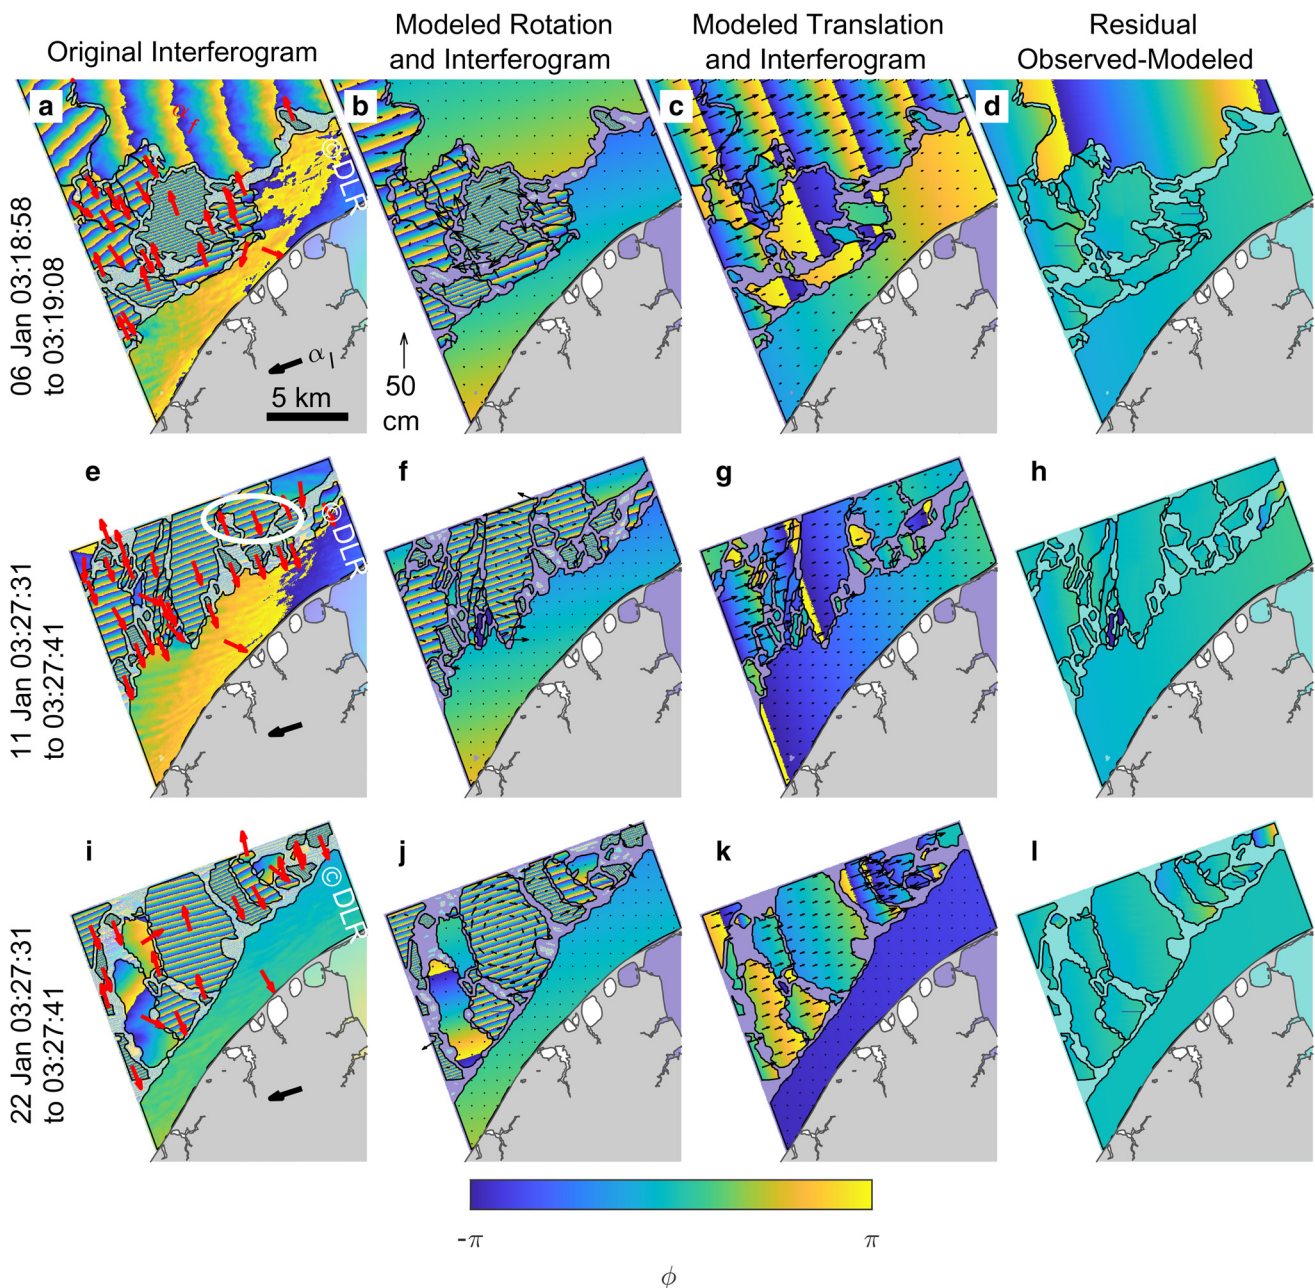 Original Interferogram
Modeled Rotation
and Interferogram
Modeled Translation
and Interferogram
Residual
Observed-Modeled
06 Jan 03:18:58
to 03:19:08
a
α_f
©DLR
α_l
5 km
b
50
cm
c
d
11 Jan 03:27:31
to 03:27:41
e
©DLR
f
g
h
22 Jan 03:27:31
to 03:27:41
i
©DLR
j
k
l
-π
π
ϕ